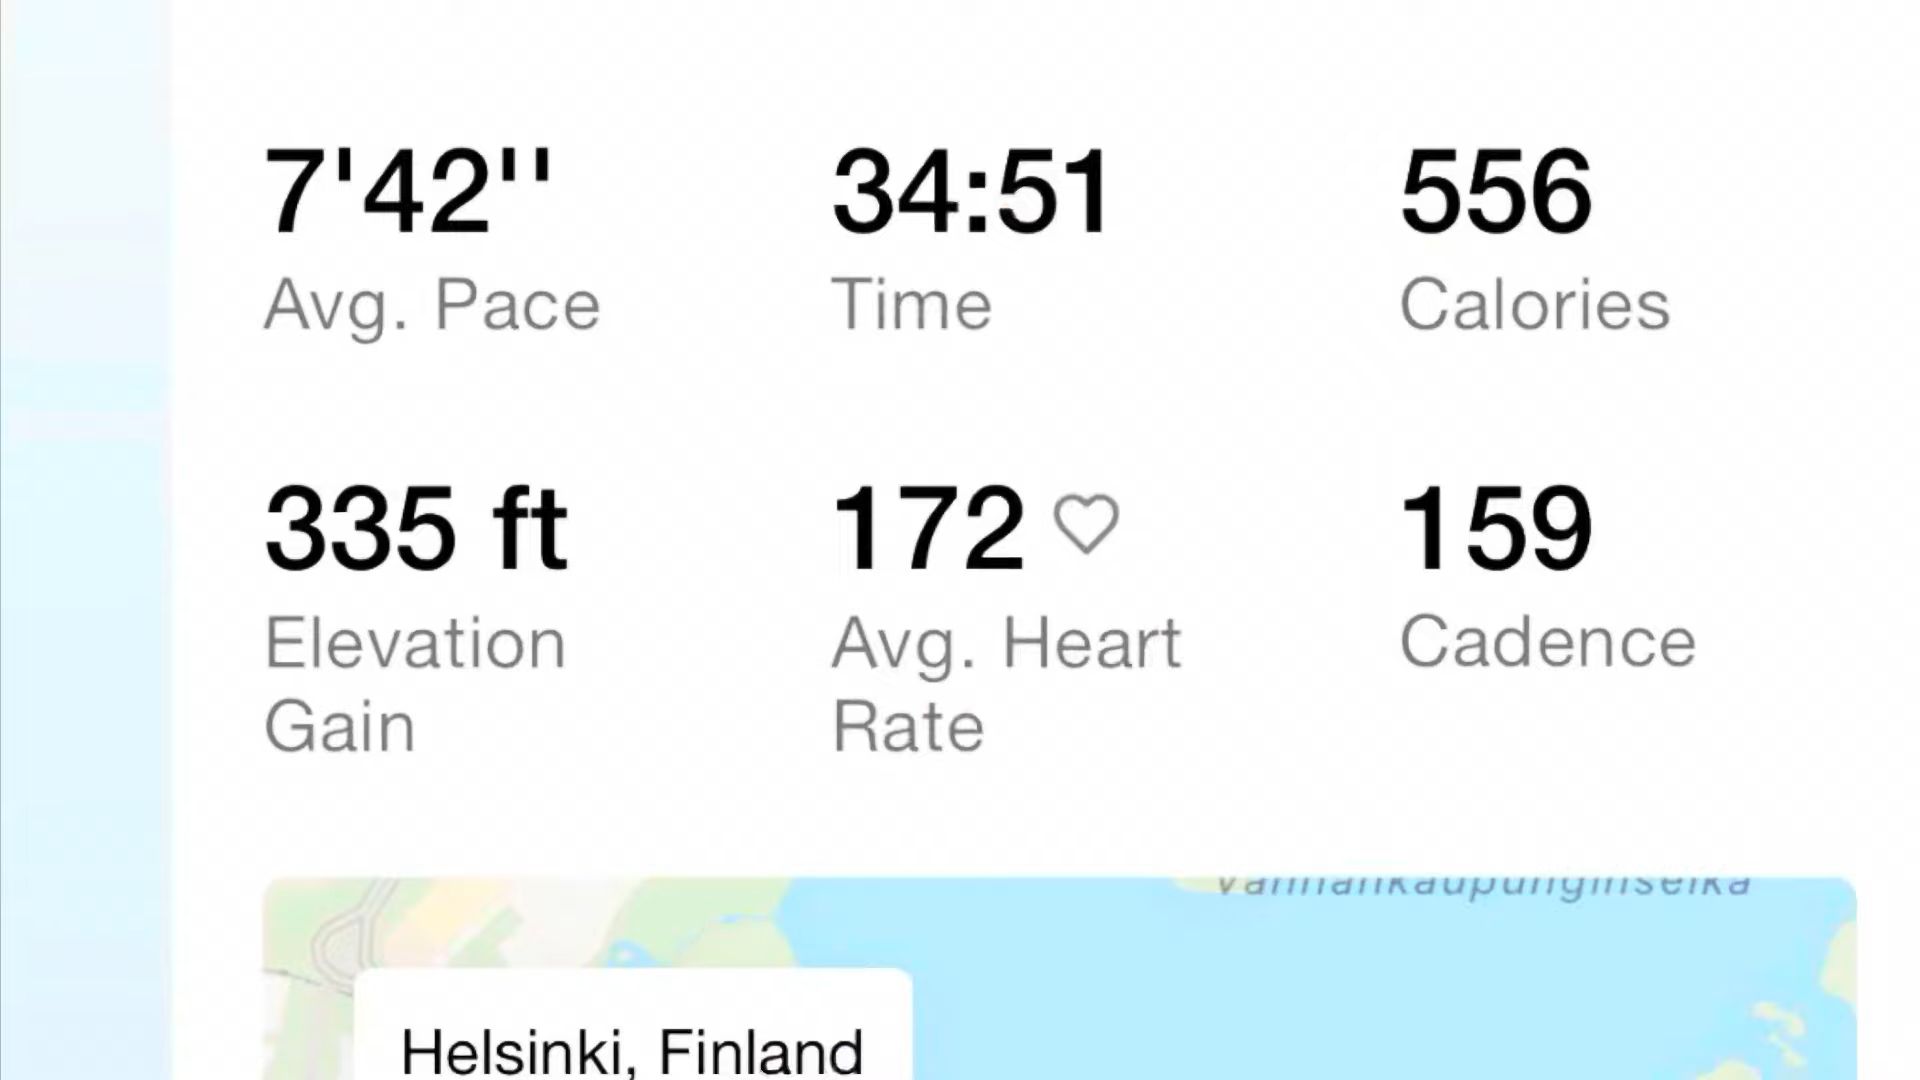 7'42''
Avg. Pace
34:51
Time
556
Calories
335 ft
Elevation
Gain
172
Avg. Heart
Rate
159
Cadence
Vanhankaupunginselkä
Helsinki, Finland